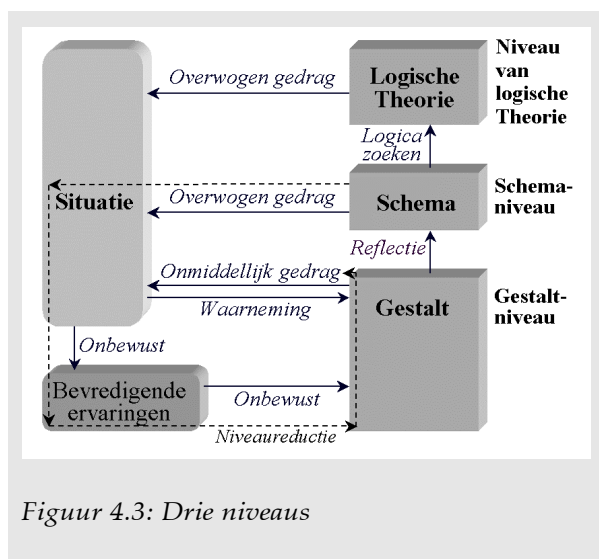 Niveau
van
logische
Theorie
Logische
Theorie
Overwogen gedrag
Logica
zoeken
Situatie
Overwogen gedrag
Schema
Schema-
niveau
Reflectie
Onmiddellijk gedrag
Waarneming
Gestalt
Gestalt-
niveau
Onbewust
Bevredigende
ervaringen
Onbewust
Niveaureductie
Figuur 4.3: Drie niveaus